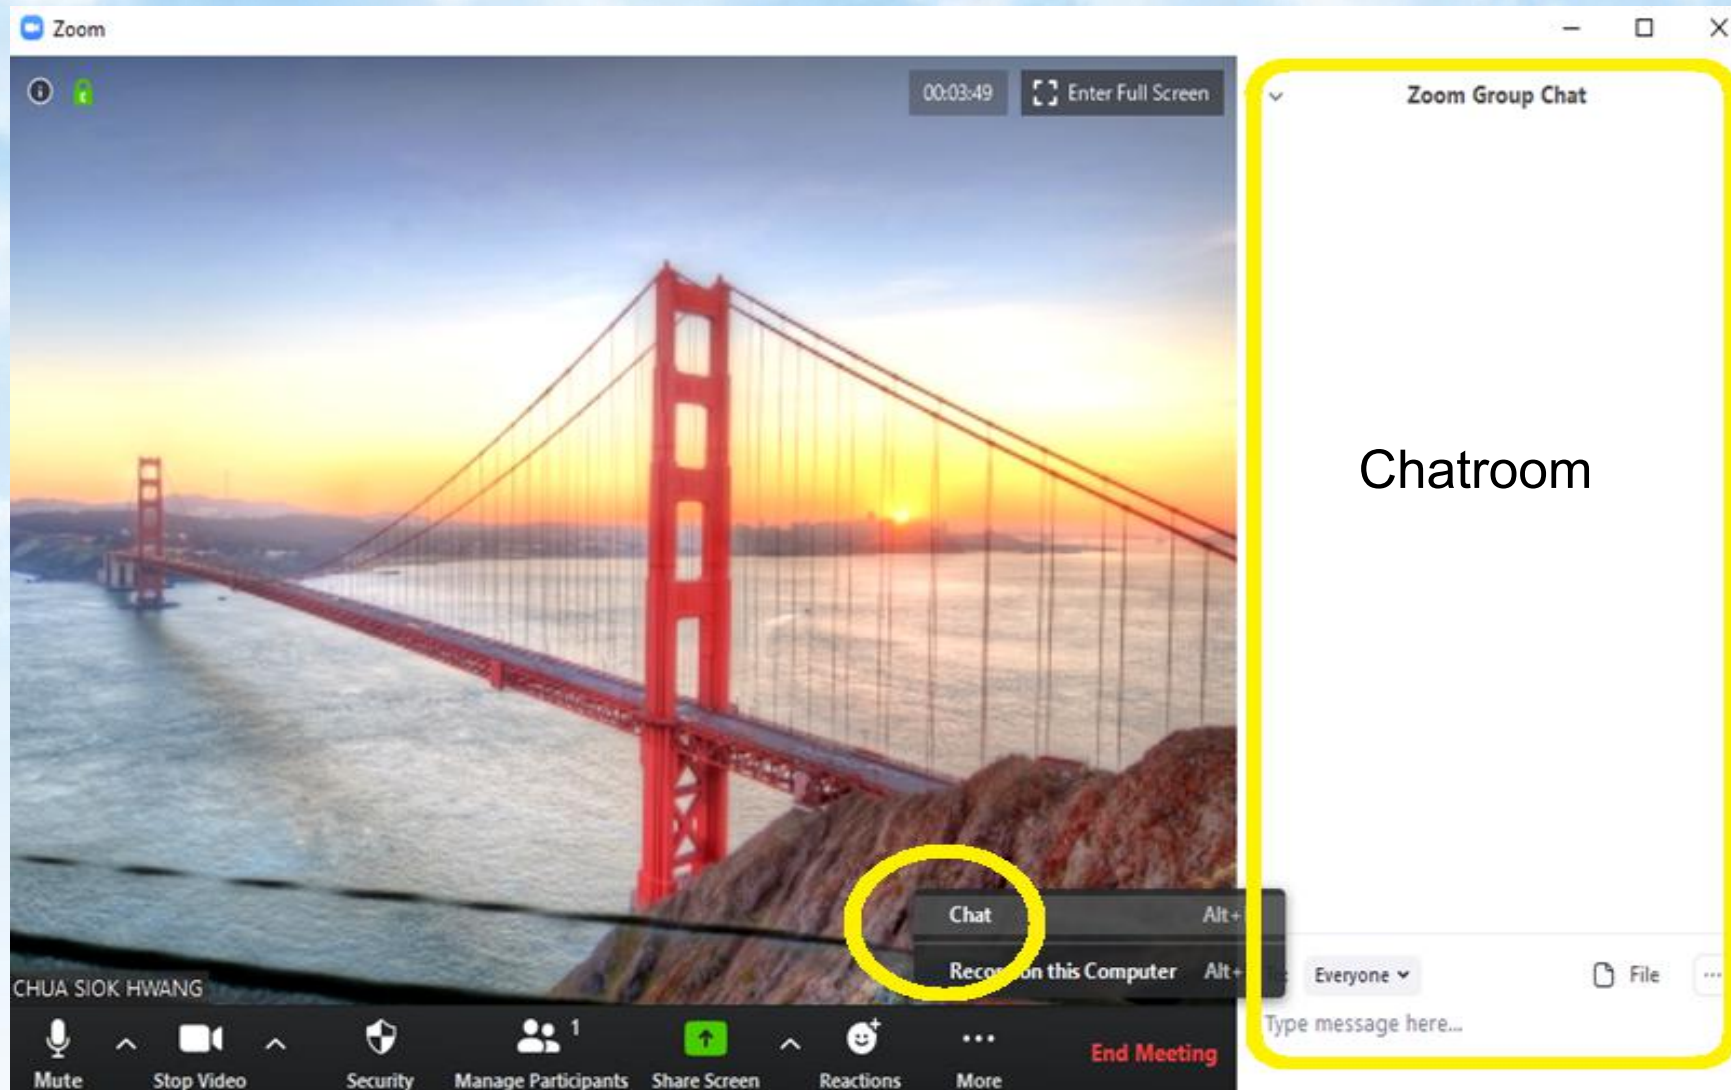 Zoom
00:03:49 Enter Full Screen
Zoom Group Chat
Chatroom
Chat Alt+
Record on this Computer Alt+
Everyone File ...
Type message here...
CHUA SIOK HWANG
1
Mute Stop Video Security Manage Participants Share Screen Reactions More End Meeting